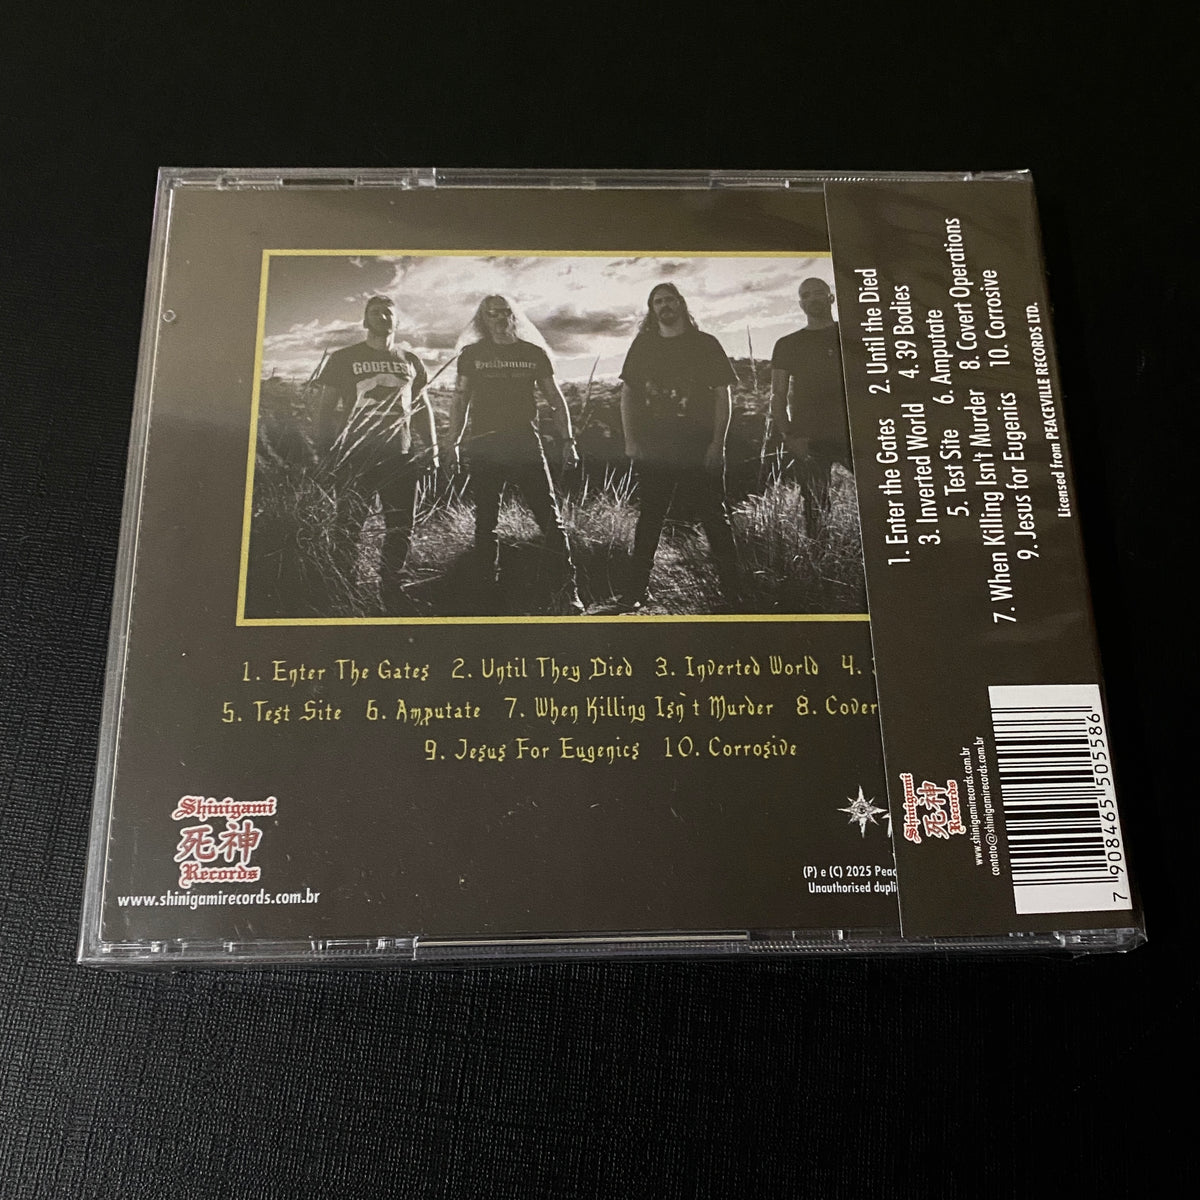 GODFLES
Hellhammer
1. Enter The Gates 2. Until They Died 3. Inverted World 4.
5. Test Site 6. Amputate 7. When Killing Isn't Murder 8. Cover
9. Jesus For Eugenics 10. Corrosive
Shinigami
死神
Records
www.shinigamirecords.com.br
(P) e (C) 2025 Peac
Unauthorised dupli
1. Enter the Gates 2. Until the Died
3. Inverted World 4. 39 Bodies
5. Test Site 6. Amputate
7. When Killing Isn't Murder 8. Covert Operations
9. Jesus for Eugenics 10. Corrosive
Licensed from PEACEVILLE RECORDS LTD.
Shinigami
死神
Records
www.shinigamirecords.com.br
contato@shinigamirecords.com.br
7 908465 505586